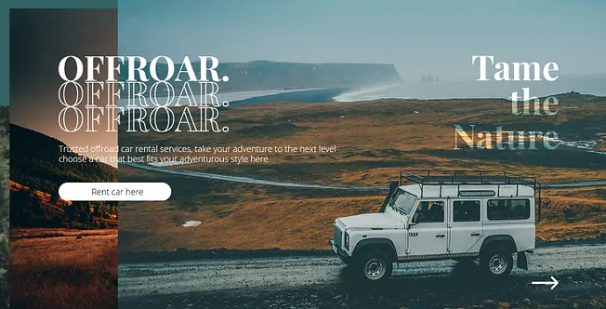 OFFROAR.
OFFROAR.
OFFROAR.
Trusted offroad car rental services, take your adventure to the next level
choose a car that best fits your adventurous style here
Rent car here
Tame
the
Nature